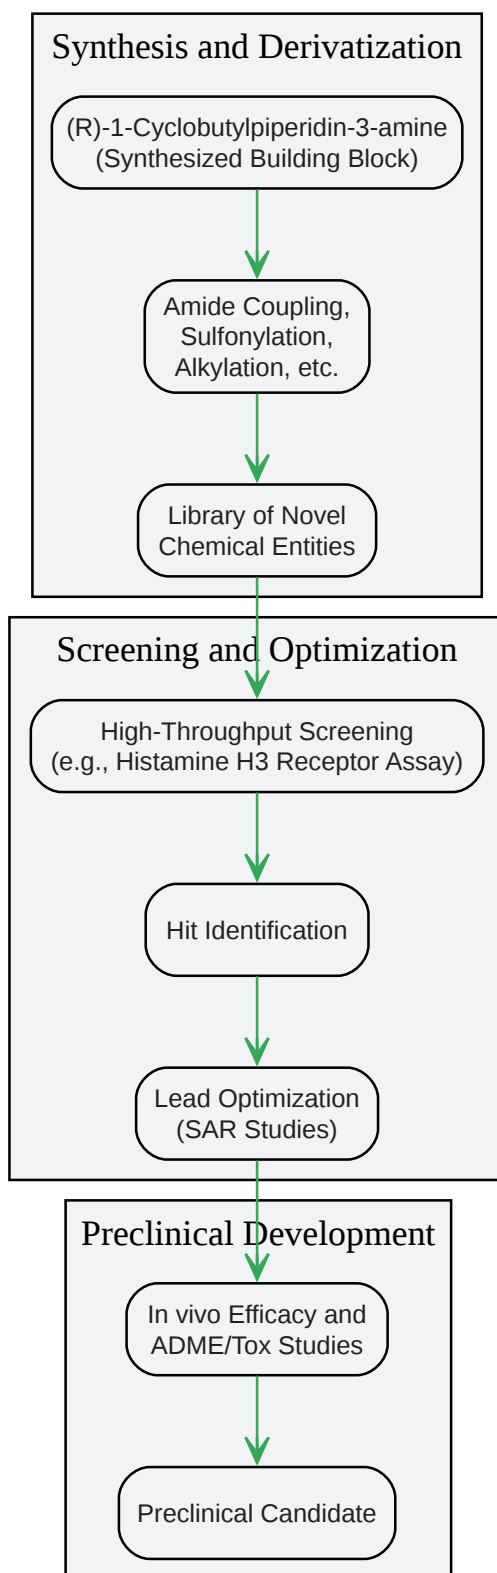 Synthesis and Derivatization
(R)-1-Cyclobutylpiperidin-3-amine
(Synthesized Building Block)
Amide Coupling,
Sulfonylation,
Alkylation, etc.
Library of Novel
Chemical Entities
Screening and Optimization
High-Throughput Screening
(e.g., Histamine H3 Receptor Assay)
Hit Identification
Lead Optimization
(SAR Studies)
Preclinical Development
In vivo Efficacy and
ADME/Tox Studies
Preclinical Candidate